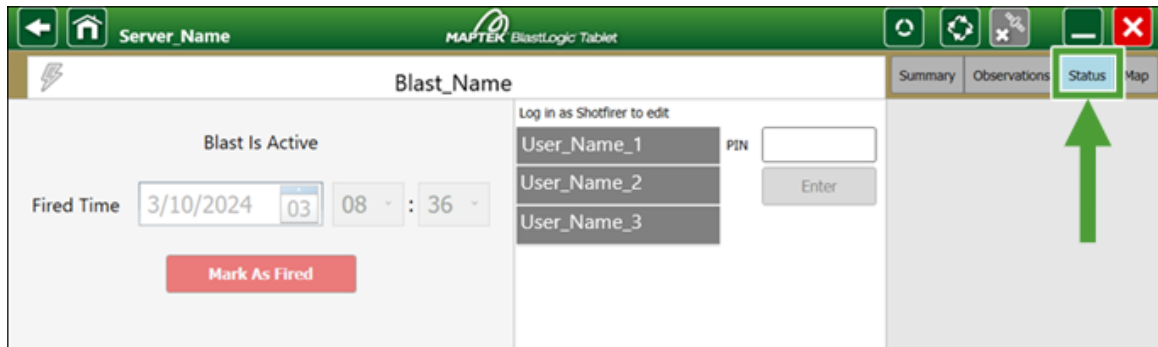 Server_Name
MAPTEK BlastLogic Tablet
Blast_Name
Summary
Observations
Status
Map
Blast Is Active
Fired Time
3/10/2024
03
08 : 36
Mark As Fired
Log in as Shotfirer to edit
User_Name_1
User_Name_2
User_Name_3
PIN
Enter